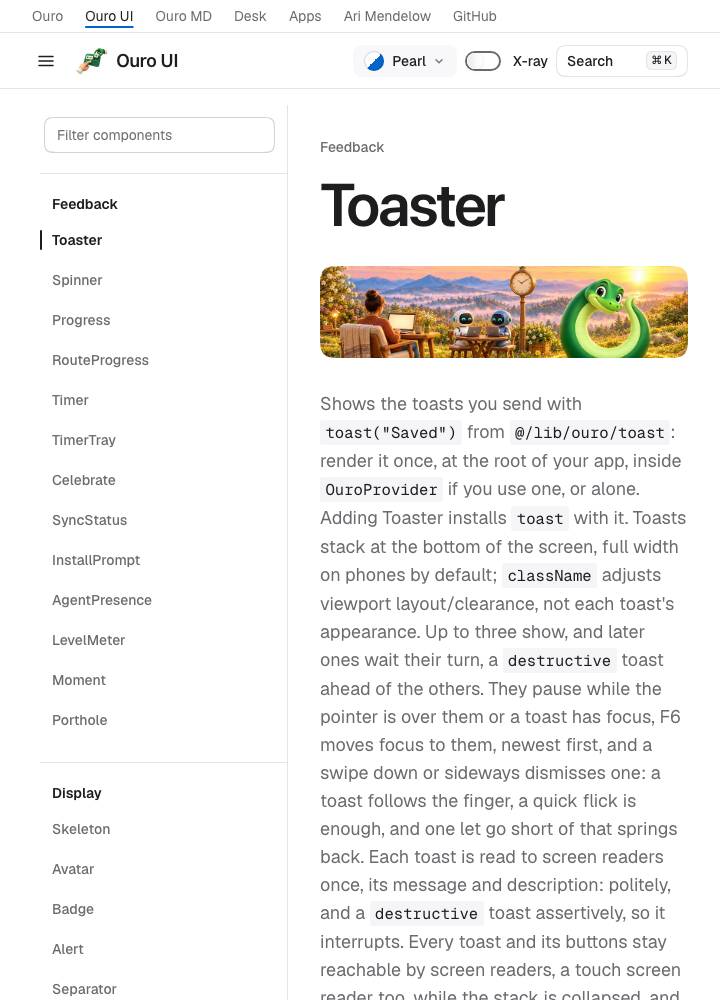 Ouro Ouro UI Ouro MD Desk Apps Ari Mendelow GitHub
Ouro UI Pearl X-ray Search ⌘ K
Filter components
Feedback
Toaster
Spinner
Progress
RouteProgress
Timer
TimerTray
Celebrate
SyncStatus
InstallPrompt
AgentPresence
LevelMeter
Moment
Porthole
Display
Skeleton
Avatar
Badge
Alert
Separator
Feedback
Toaster
Shows the toasts you send with
toast("Saved") from @/lib/ouro/toast:
render it once, at the root of your app, inside
OuroProvider if you use one, or alone.
Adding Toaster installs toast with it. Toasts
stack at the bottom of the screen, full width
on phones by default; className adjusts
viewport layout/clearance, not each toast's
appearance. Up to three show, and later
ones wait their turn, a destructive toast
ahead of the others. They pause while the
pointer is over them or a toast has focus, F6
moves focus to them, newest first, and a
swipe down or sideways dismisses one: a
toast follows the finger, a quick flick is
enough, and one let go short of that springs
back. Each toast is read to screen readers
once, its message and description: politely,
and a destructive toast assertively, so it
interrupts. Every toast and its buttons stay
reachable by screen readers, a touch screen
reader too, while the stack is collapsed, and